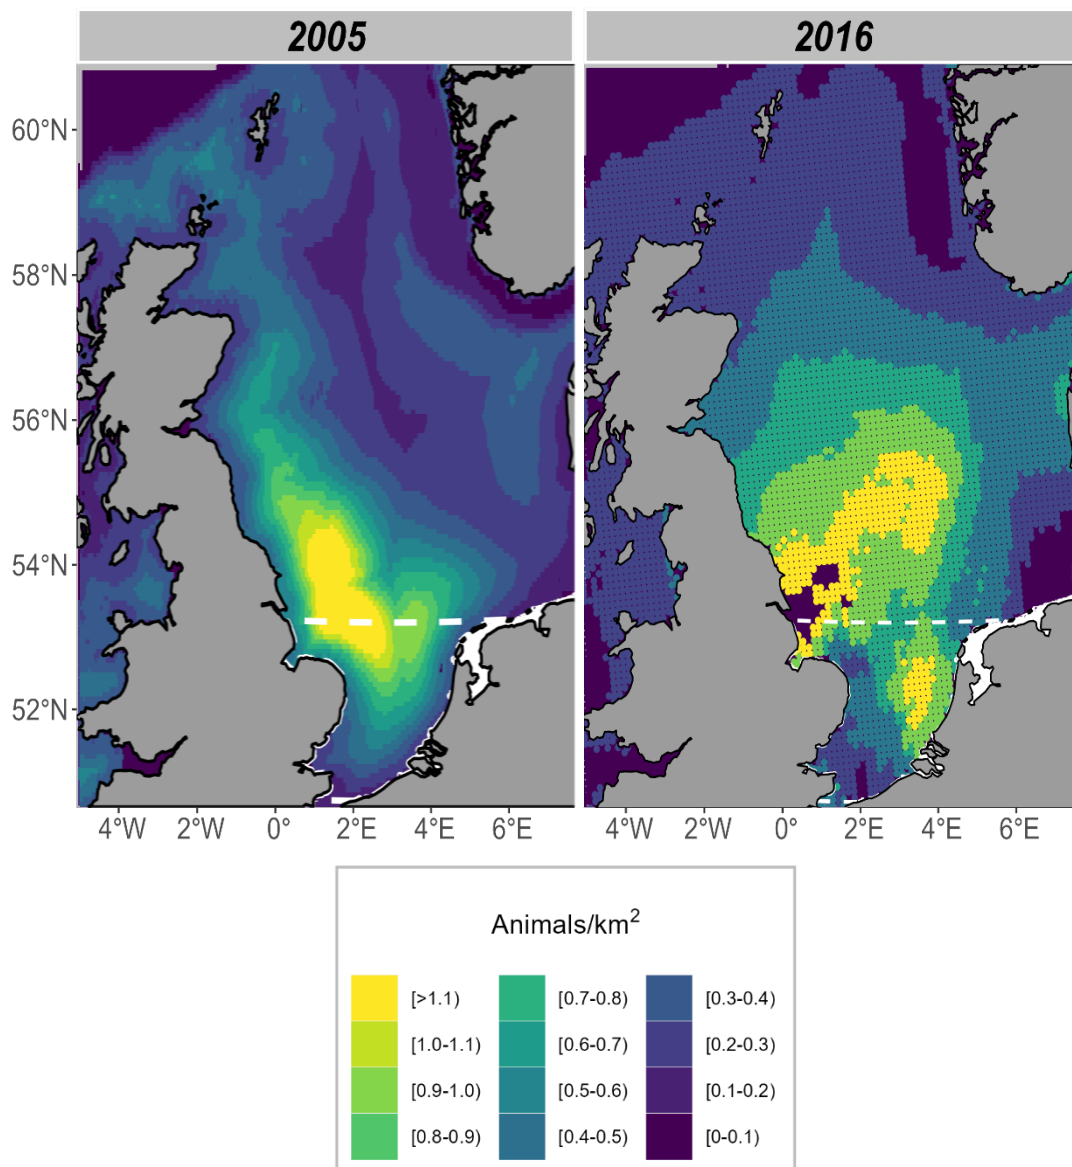 2005 2016
60°N
58°N
56°N
54°N
52°N
4°W 2°W 0° 2°E 4°E 6°E 4°W 2°W 0° 2°E 4°E 6°E
Animals/km²
[>1.1) [0.7-0.8) [0.3-0.4)
[1.0-1.1) [0.6-0.7) [0.2-0.3)
[0.9-1.0) [0.5-0.6) [0.1-0.2)
[0.8-0.9) [0.4-0.5) [0-0.1)